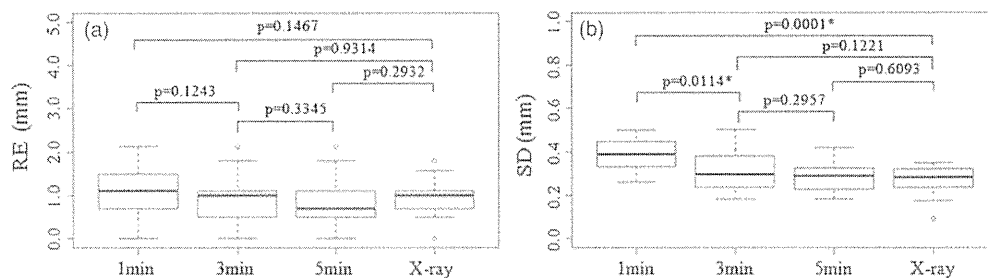 (a)
RE (mm)
5.0
4.0
3.0
2.0
1.0
0.0
p=0.1467
p=0.9314
p=0.2932
p=0.1243
p=0.3345
1min
3min
5min
X-ray
(b)
SD (mm)
1.0
0.8
0.6
0.4
0.2
0.0
p=0.0001*
p=0.1221
p=0.6093
p=0.0114*
p=0.2957
1min
3min
5min
X-ray